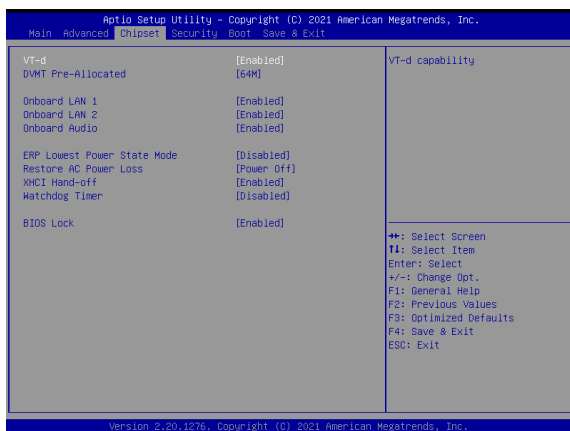 Aptio Setup Utility – Copyright (C) 2021 American Megatrends, Inc.
Main Advanced Chipset Security Boot Save & Exit
VT-d [Enabled]
DVMT Pre-Allocated [64M]
Onboard LAN 1 [Enabled]
Onboard LAN 2 [Enabled]
Onboard Audio [Enabled]
ERP Lowest Power State Mode [Disabled]
Restore AC Power Loss [Power Off]
XHCI Hand-off [Enabled]
Watchdog Timer [Disabled]
BIOS Lock [Enabled]
VT-d capability
→←: Select Screen
↑↓: Select Item
Enter: Select
+/-: Change Opt.
F1: General Help
F2: Previous Values
F3: Optimized Defaults
F4: Save & Exit
ESC: Exit
Version 2.20.1276. Copyright (C) 2021 American Megatrends, Inc.